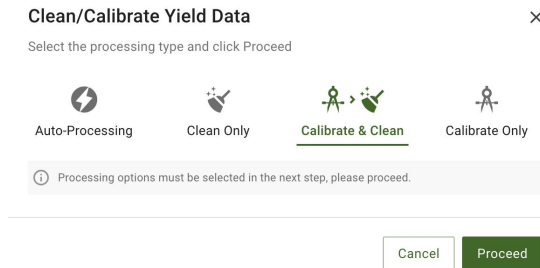 Clean/Calibrate Yield Data
Select the processing type and click Proceed
Auto-Processing
Clean Only
Calibrate & Clean
Calibrate Only
Processing options must be selected in the next step, please proceed.
Cancel
Proceed